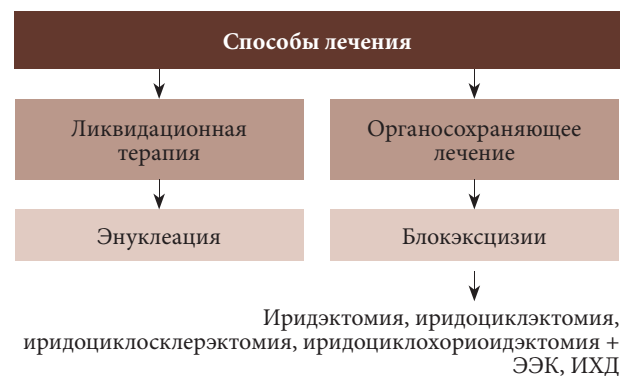 Способы лечения
Ликвидационная
терапия
Органосохраняющее
лечение
Энуклеация
Блокэксцизии
Иридэктомия, иридоциклэктомия,
иридоциклосклерэктомия, иридоциклохориоидэктомия +
ЭЭК, ИХД